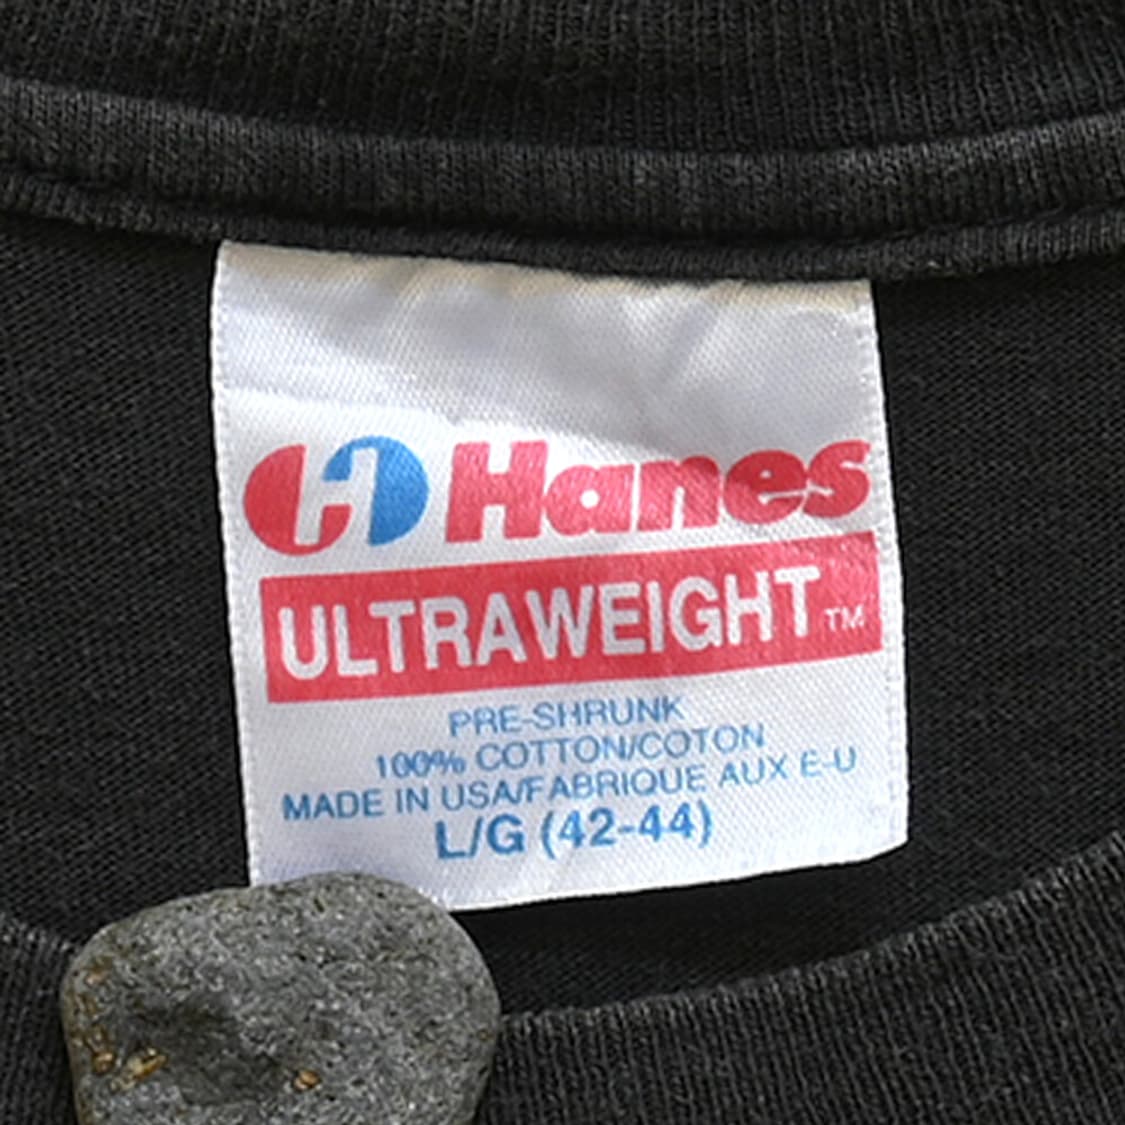 H Hanes
ULTRAWEIGHT™
PRE-SHRUNK
100% COTTON/COTON
MADE IN USA/FABRIQUE AUX E-U
L/G (42-44)